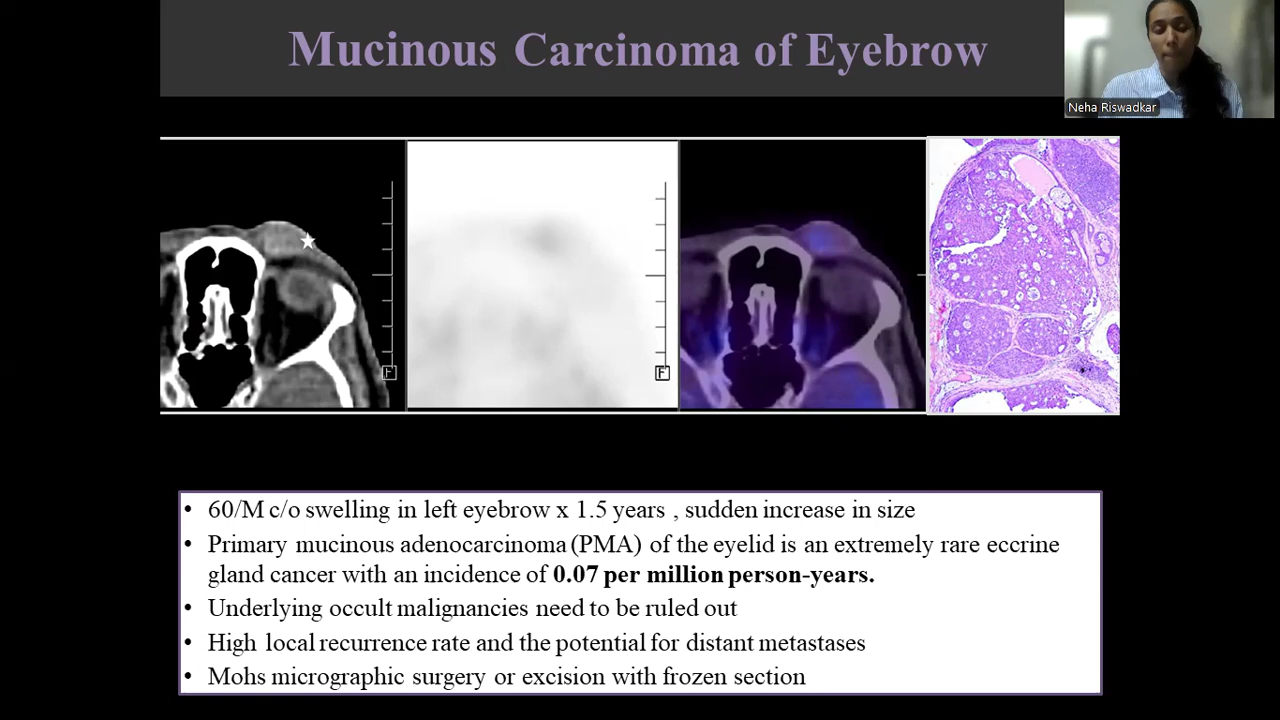 Mucinous Carcinoma of Eyebrow
Neha Riswadkar
F
F
• 60/M c/o swelling in left eyebrow x 1.5 years , sudden increase in size
• Primary mucinous adenocarcinoma (PMA) of the eyelid is an extremely rare eccrine
gland cancer with an incidence of 0.07 per million person-years.
• Underlying occult malignancies need to be ruled out
• High local recurrence rate and the potential for distant metastases
• Mohs micrographic surgery or excision with frozen section